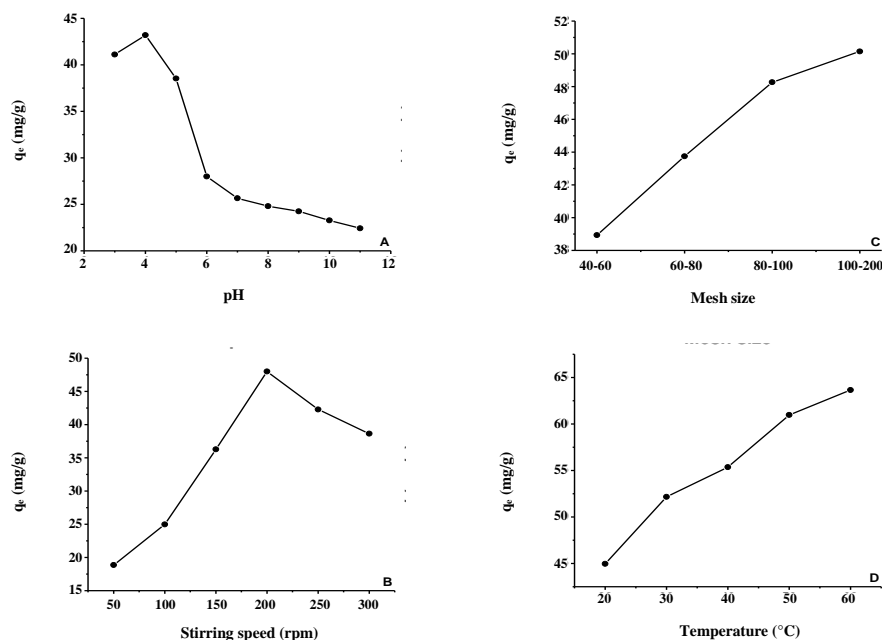 45
40
35
30
25
20
qe (mg/g)
A
2 4 6 8 10 12
pH
52
50
48
46
44
42
40
38
qe (mg/g)
C
40-60 60-80 80-100 100-200
Mesh size
50
45
40
35
30
25
20
15
qe (mg/g)
B
50 100 150 200 250 300
Stirring speed (rpm)
65
60
55
50
45
qe (mg/g)
D
20 30 40 50 60
Temperature (°C)